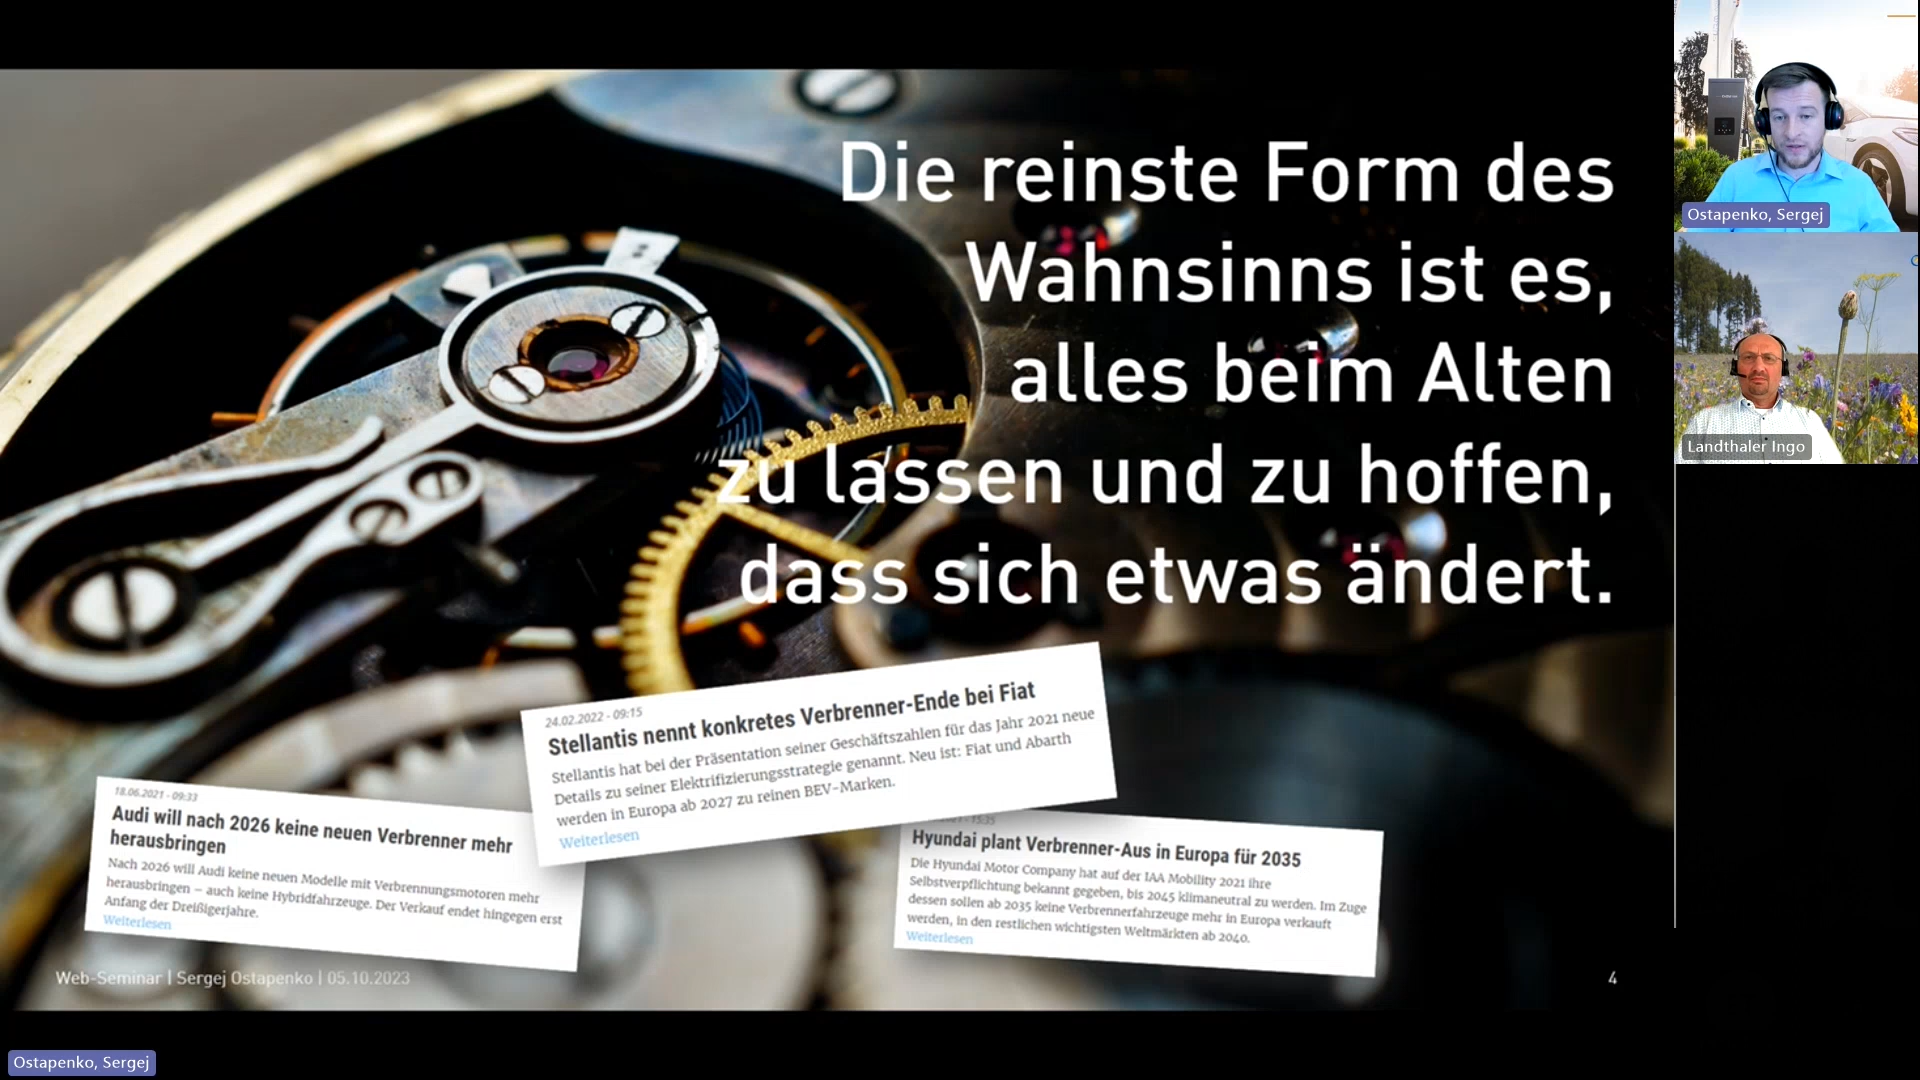 Die reinste Form des
Wahnsinns ist es,
alles beim Alten
zu lassen und zu hoffen,
dass sich etwas ändert.
24.02.2022 - 09:15
Stellantis nennt konkretes Verbrenner-Ende bei Fiat
Stellantis hat bei der Präsentation seiner Geschäftszahlen für das Jahr 2021 neue
Details zu seiner Elektrifizierungsstrategie genannt. Neu ist: Fiat und Abarth
werden in Europa ab 2027 zu reinen BEV-Marken.
Weiterlesen
18.06.2021 - 09:33
Audi will nach 2026 keine neuen Verbrenner mehr
herausbringen
Nach 2026 will Audi keine neuen Modelle mit Verbrennungsmotoren mehr
herausbringen – auch keine Hybridfahrzeuge. Der Verkauf endet hingegen erst
Anfang der Dreißigerjahre.
Weiterlesen
Hyundai plant Verbrenner-Aus in Europa für 2035
Die Hyundai Motor Company hat auf der IAA Mobility 2021 ihre
Selbstverpflichtung bekannt gegeben, bis 2045 klimaneutral zu werden. Im Zuge
dessen sollen ab 2035 keine Verbrennerfahrzeuge mehr in Europa verkauft
werden, in den restlichen wichtigsten Weltmärkten ab 2040.
Weiterlesen
Web-Seminar | Sergej Ostapenko | 05.10.2023
4
Ostapenko, Sergej
Landthaler Ingo
Ostapenko, Sergej